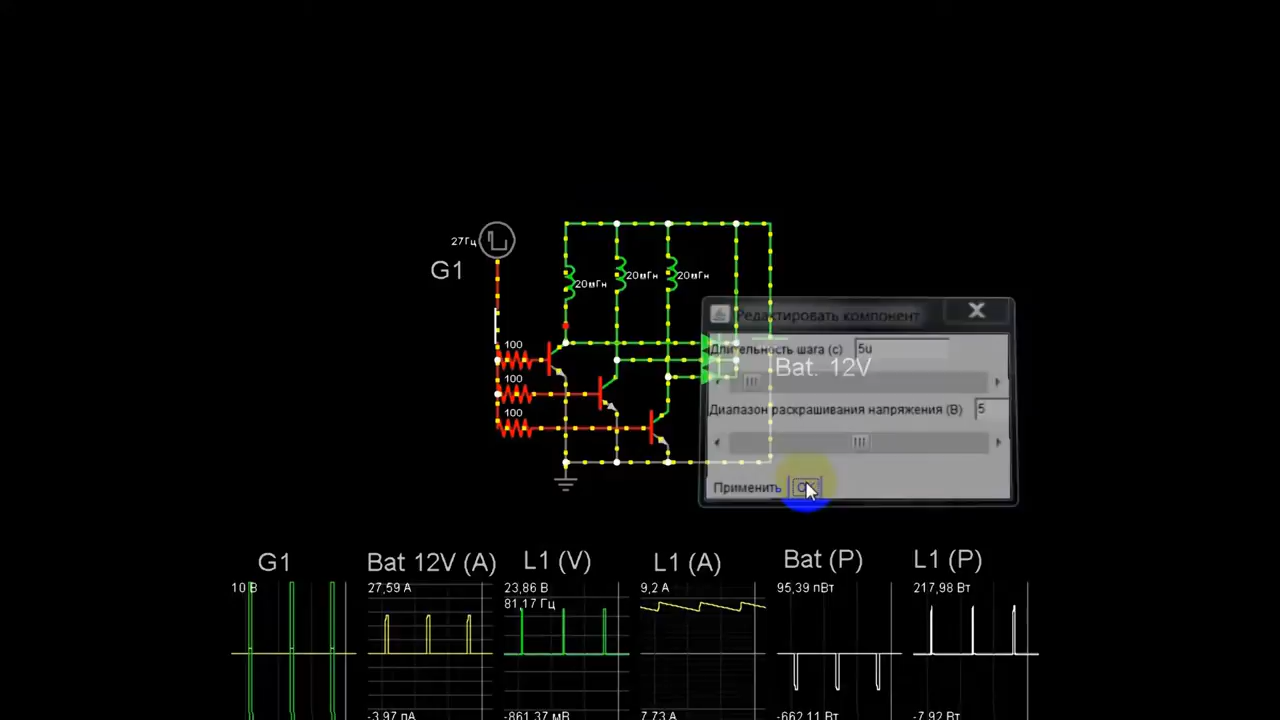 27Гц
G1
20мГн
20мГн
20мГн
100
100
100
Редактировать компонент
Длительность шага (с) 5u
Bat. 12V
Диапазон раскрашивания напряжения (В) 5
Применить OK
G1
Bat 12V (A)
L1 (V)
L1 (A)
Bat (P)
L1 (P)
10 В
27,59 А
23,86 В
81,17 Гц
9,2 А
95,39 пВт
217,98 Вт
-3,97 пА
-861,37 мВ
7,73 А
-662,11 Вт
-7,92 Вт